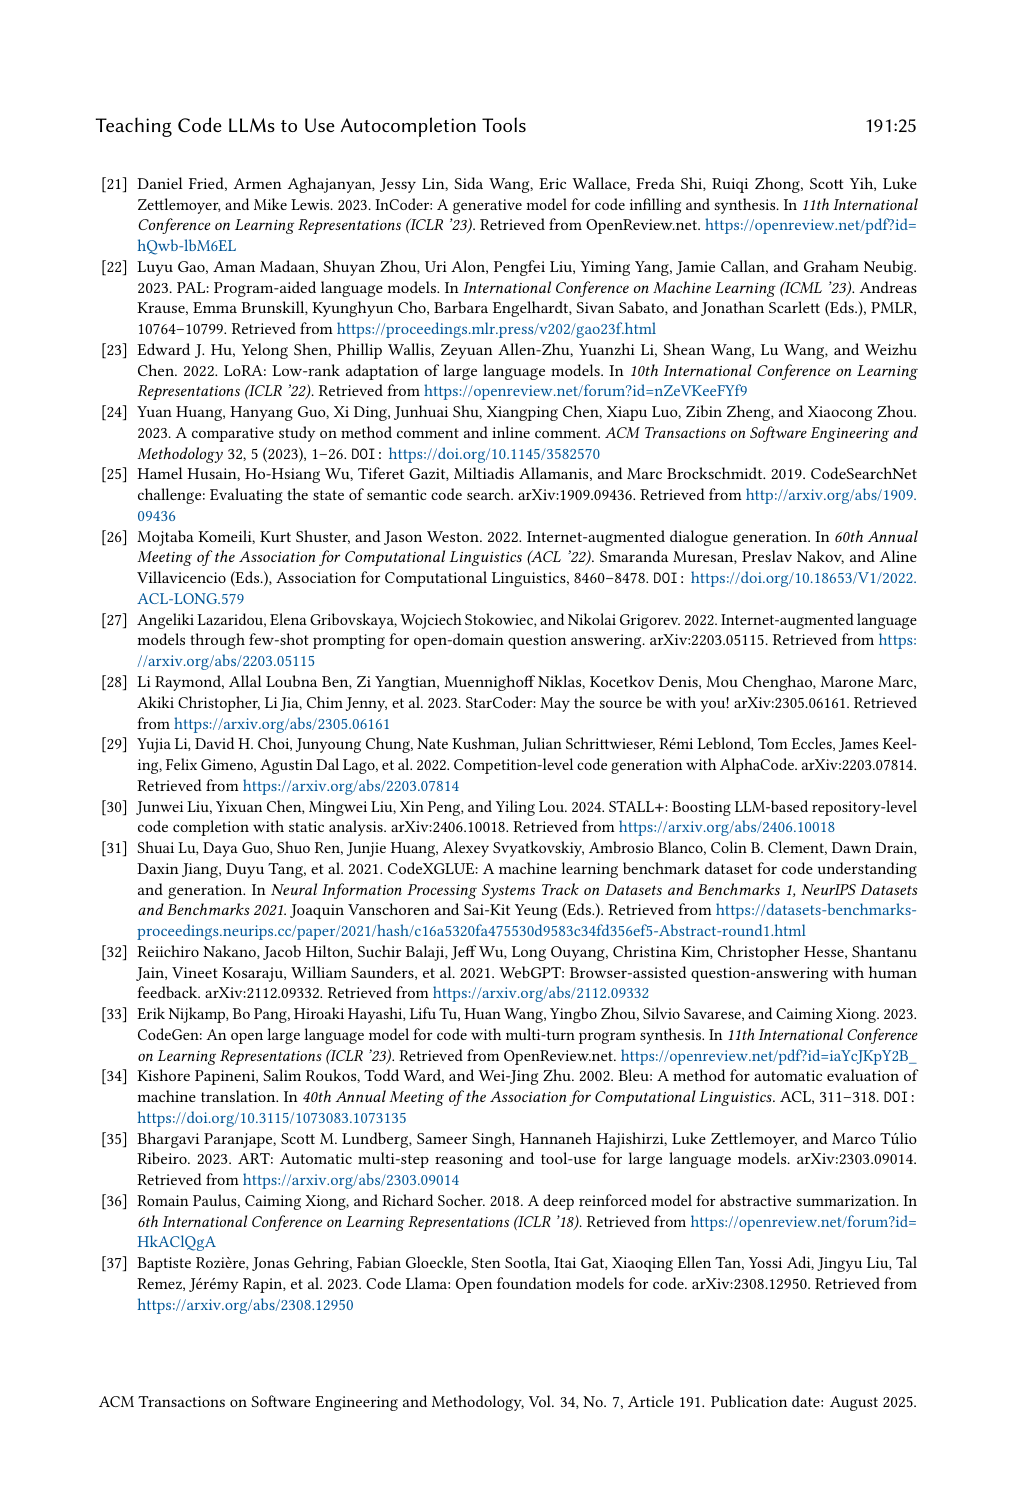 Teaching Code LLMs to Use Autocompletion Tools 191:25
[21] Daniel Fried, Armen Aghajanyan, Jessy Lin, Sida Wang, Eric Wallace, Freda Shi, Ruiqi Zhong, Scott Yih, Luke
Zettlemoyer, and Mike Lewis. 2023. InCoder: A generative model for code infilling and synthesis. In 11th International
Conference on Learning Representations (ICLR ’23). Retrieved from OpenReview.net. https://openreview.net/pdf?id=
hQwb-lbM6EL
[22] Luyu Gao, Aman Madaan, Shuyan Zhou, Uri Alon, Pengfei Liu, Yiming Yang, Jamie Callan, and Graham Neubig.
2023. PAL: Program-aided language models. In International Conference on Machine Learning (ICML ’23). Andreas
Krause, Emma Brunskill, Kyunghyun Cho, Barbara Engelhardt, Sivan Sabato, and Jonathan Scarlett (Eds.), PMLR,
10764–10799. Retrieved from https://proceedings.mlr.press/v202/gao23f.html
[23] Edward J. Hu, Yelong Shen, Phillip Wallis, Zeyuan Allen-Zhu, Yuanzhi Li, Shean Wang, Lu Wang, and Weizhu
Chen. 2022. LoRA: Low-rank adaptation of large language models. In 10th International Conference on Learning
Representations (ICLR ’22). Retrieved from https://openreview.net/forum?id=nZeVKeeFYf9
[24] Yuan Huang, Hanyang Guo, Xi Ding, Junhuai Shu, Xiangping Chen, Xiapu Luo, Zibin Zheng, and Xiaocong Zhou.
2023. A comparative study on method comment and inline comment. ACM Transactions on Software Engineering and
Methodology 32, 5 (2023), 1–26. DOI: https://doi.org/10.1145/3582570
[25] Hamel Husain, Ho-Hsiang Wu, Tiferet Gazit, Miltiadis Allamanis, and Marc Brockschmidt. 2019. CodeSearchNet
challenge: Evaluating the state of semantic code search. arXiv:1909.09436. Retrieved from http://arxiv.org/abs/1909.
09436
[26] Mojtaba Komeili, Kurt Shuster, and Jason Weston. 2022. Internet-augmented dialogue generation. In 60th Annual
Meeting of the Association for Computational Linguistics (ACL ’22). Smaranda Muresan, Preslav Nakov, and Aline
Villavicencio (Eds.), Association for Computational Linguistics, 8460–8478. DOI: https://doi.org/10.18653/V1/2022.
ACL-LONG.579
[27] Angeliki Lazaridou, Elena Gribovskaya, Wojciech Stokowiec, and Nikolai Grigorev. 2022. Internet-augmented language
models through few-shot prompting for open-domain question answering. arXiv:2203.05115. Retrieved from https:
//arxiv.org/abs/2203.05115
[28] Li Raymond, Allal Loubna Ben, Zi Yangtian, Muennighoff Niklas, Kocetkov Denis, Mou Chenghao, Marone Marc,
Akiki Christopher, Li Jia, Chim Jenny, et al. 2023. StarCoder: May the source be with you! arXiv:2305.06161. Retrieved
from https://arxiv.org/abs/2305.06161
[29] Yujia Li, David H. Choi, Junyoung Chung, Nate Kushman, Julian Schrittwieser, Rémi Leblond, Tom Eccles, James Keel-
ing, Felix Gimeno, Agustin Dal Lago, et al. 2022. Competition-level code generation with AlphaCode. arXiv:2203.07814.
Retrieved from https://arxiv.org/abs/2203.07814
[30] Junwei Liu, Yixuan Chen, Mingwei Liu, Xin Peng, and Yiling Lou. 2024. STALL+: Boosting LLM-based repository-level
code completion with static analysis. arXiv:2406.10018. Retrieved from https://arxiv.org/abs/2406.10018
[31] Shuai Lu, Daya Guo, Shuo Ren, Junjie Huang, Alexey Svyatkovskiy, Ambrosio Blanco, Colin B. Clement, Dawn Drain,
Daxin Jiang, Duyu Tang, et al. 2021. CodeXGLUE: A machine learning benchmark dataset for code understanding
and generation. In Neural Information Processing Systems Track on Datasets and Benchmarks 1, NeurIPS Datasets
and Benchmarks 2021. Joaquin Vanschoren and Sai-Kit Yeung (Eds.). Retrieved from https://datasets-benchmarks-
proceedings.neurips.cc/paper/2021/hash/c16a5320fa475530d9583c34fd356ef5-Abstract-round1.html
[32] Reiichiro Nakano, Jacob Hilton, Suchir Balaji, Jeff Wu, Long Ouyang, Christina Kim, Christopher Hesse, Shantanu
Jain, Vineet Kosaraju, William Saunders, et al. 2021. WebGPT: Browser-assisted question-answering with human
feedback. arXiv:2112.09332. Retrieved from https://arxiv.org/abs/2112.09332
[33] Erik Nijkamp, Bo Pang, Hiroaki Hayashi, Lifu Tu, Huan Wang, Yingbo Zhou, Silvio Savarese, and Caiming Xiong. 2023.
CodeGen: An open large language model for code with multi-turn program synthesis. In 11th International Conference
on Learning Representations (ICLR ’23). Retrieved from OpenReview.net. https://openreview.net/pdf?id=iaYcJKpY2B_
[34] Kishore Papineni, Salim Roukos, Todd Ward, and Wei-Jing Zhu. 2002. Bleu: A method for automatic evaluation of
machine translation. In 40th Annual Meeting of the Association for Computational Linguistics. ACL, 311–318. DOI:
https://doi.org/10.3115/1073083.1073135
[35] Bhargavi Paranjape, Scott M. Lundberg, Sameer Singh, Hannaneh Hajishirzi, Luke Zettlemoyer, and Marco Túlio
Ribeiro. 2023. ART: Automatic multi-step reasoning and tool-use for large language models. arXiv:2303.09014.
Retrieved from https://arxiv.org/abs/2303.09014
[36] Romain Paulus, Caiming Xiong, and Richard Socher. 2018. A deep reinforced model for abstractive summarization. In
6th International Conference on Learning Representations (ICLR ’18). Retrieved from https://openreview.net/forum?id=
HkAClQgA
[37] Baptiste Rozière, Jonas Gehring, Fabian Gloeckle, Sten Sootla, Itai Gat, Xiaoqing Ellen Tan, Yossi Adi, Jingyu Liu, Tal
Remez, Jérémy Rapin, et al. 2023. Code Llama: Open foundation models for code. arXiv:2308.12950. Retrieved from
https://arxiv.org/abs/2308.12950
ACM Transactions on Software Engineering and Methodology, Vol. 34, No. 7, Article 191. Publication date: August 2025.